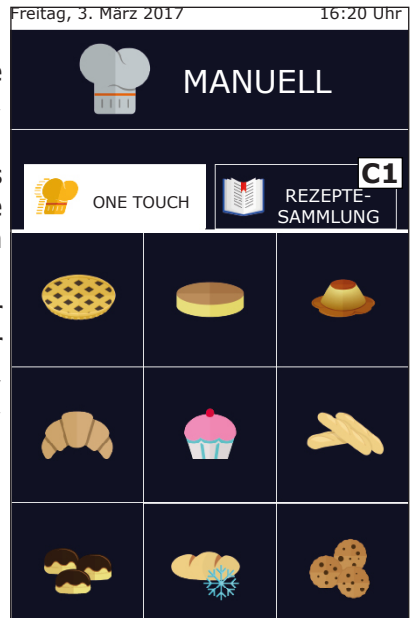 Freitag, 3. März 2017 16:20 Uhr
MANUELL
C1
ONE TOUCH
REZEPTE-
SAMMLUNG